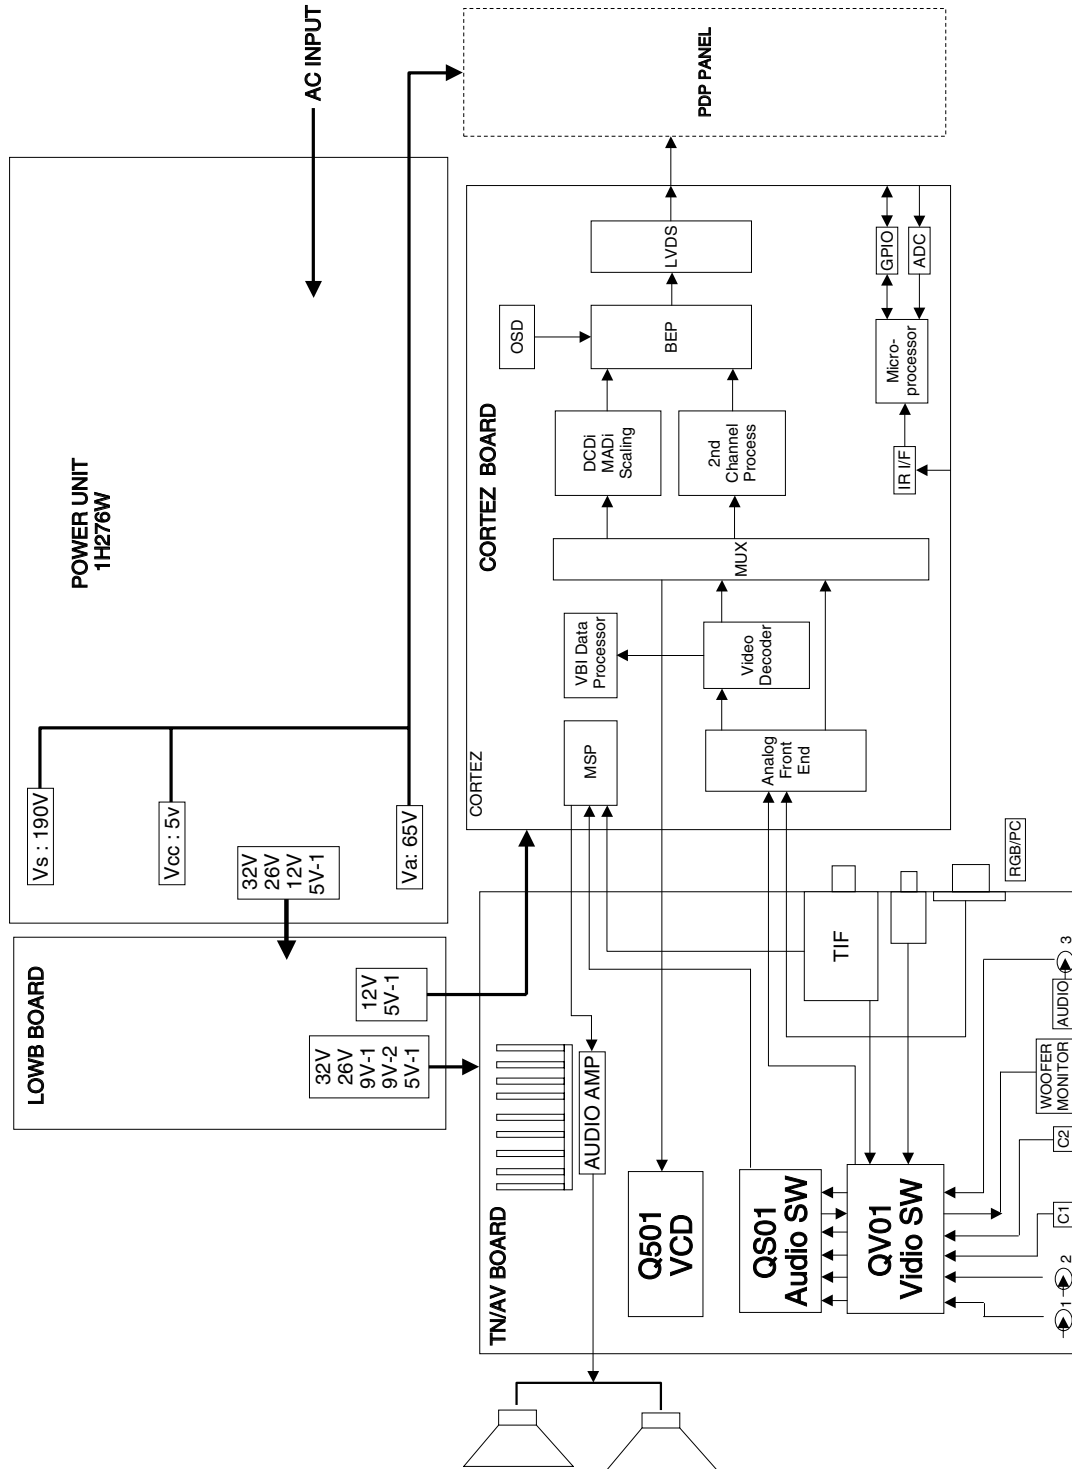 AC INPUT
POWER UNIT
1H276W
Vs : 190V
Vcc : 5v
32V
26V
12V
5V-1
Va: 65V
LOWB BOARD
12V
5V-1
32V
26V
9V-1
9V-2
5V-1
PDP PANEL
CORTEZ BOARD
CORTEZ
LVDS
OSD
BEP
DCDi
MADi
Scaling
2nd
Channel
Process
GPIO
ADC
Micro-
processor
IR I/F
MUX
VBI Data
Processor
Video
Decoder
MSP
Analog
Front
End
TN/AV BOARD
AUDIO AMP
TIF
RGB/PC
Q501
VCD
QS01
Audio SW
QV01
Vidio SW
AUDIO
3
WOOFER
MONITOR
C2
C1
2
1